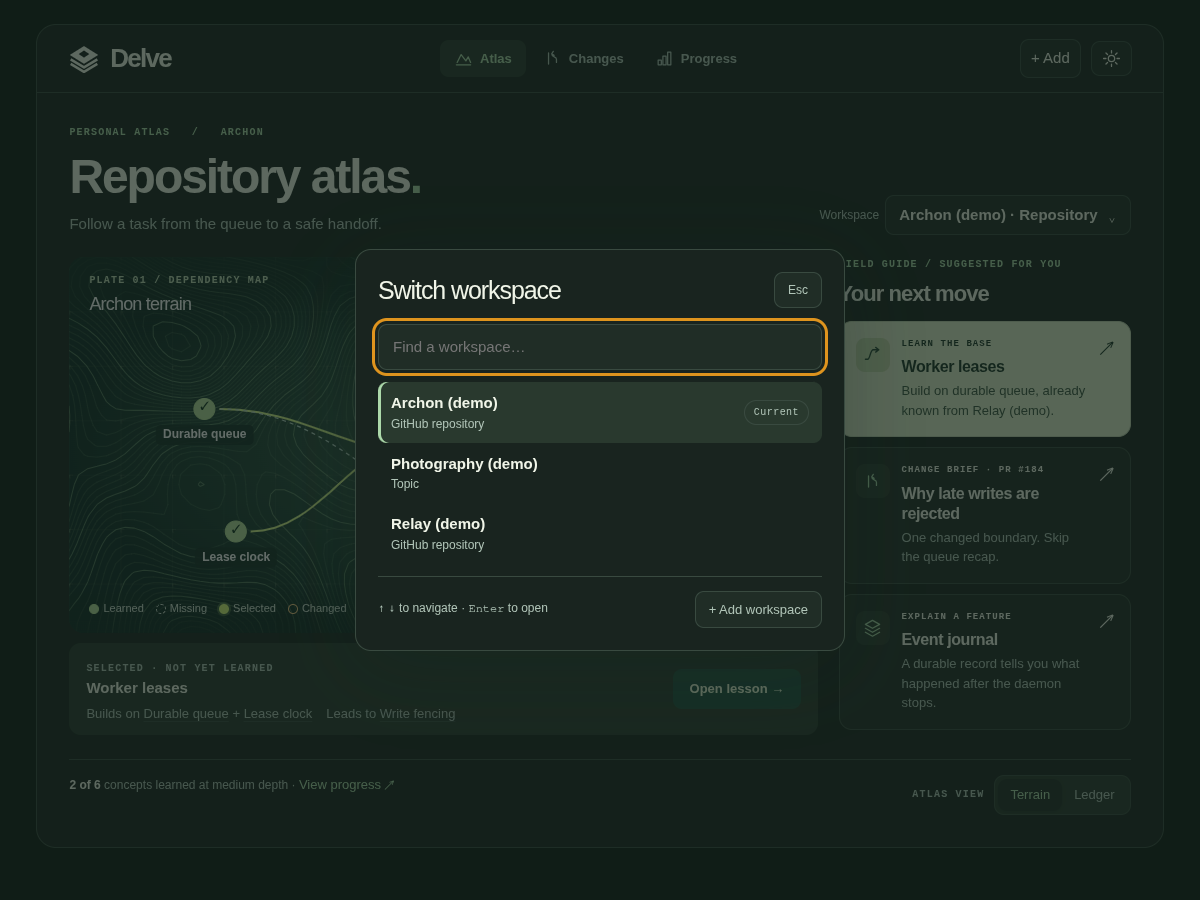 Delve
Atlas
Changes
Progress
+ Add
PERSONAL ATLAS / ARCHON
Repository atlas.
Follow a task from the queue to a safe handoff.
Workspace
Archon (demo) · Repository
PLATE 01 / DEPENDENCY MAP
Archon terrain
Durable queue
Lease clock
Learned
Missing
Selected
Changed
Switch workspace
Esc
Find a workspace…
Archon (demo)
GitHub repository
Current
Photography (demo)
Topic
Relay (demo)
GitHub repository
↑ ↓ to navigate · Enter to open
+ Add workspace
IELD GUIDE / SUGGESTED FOR YOU
Your next move
LEARN THE BASE
Worker leases
Build on durable queue, already
known from Relay (demo).
CHANGE BRIEF · PR #184
Why late writes are
rejected
One changed boundary. Skip
the queue recap.
EXPLAIN A FEATURE
Event journal
A durable record tells you what
happened after the daemon
stops.
SELECTED · NOT YET LEARNED
Worker leases
Builds on Durable queue + Lease clock Leads to Write fencing
Open lesson →
2 of 6 concepts learned at medium depth · View progress ↗
ATLAS VIEW
Terrain
Ledger